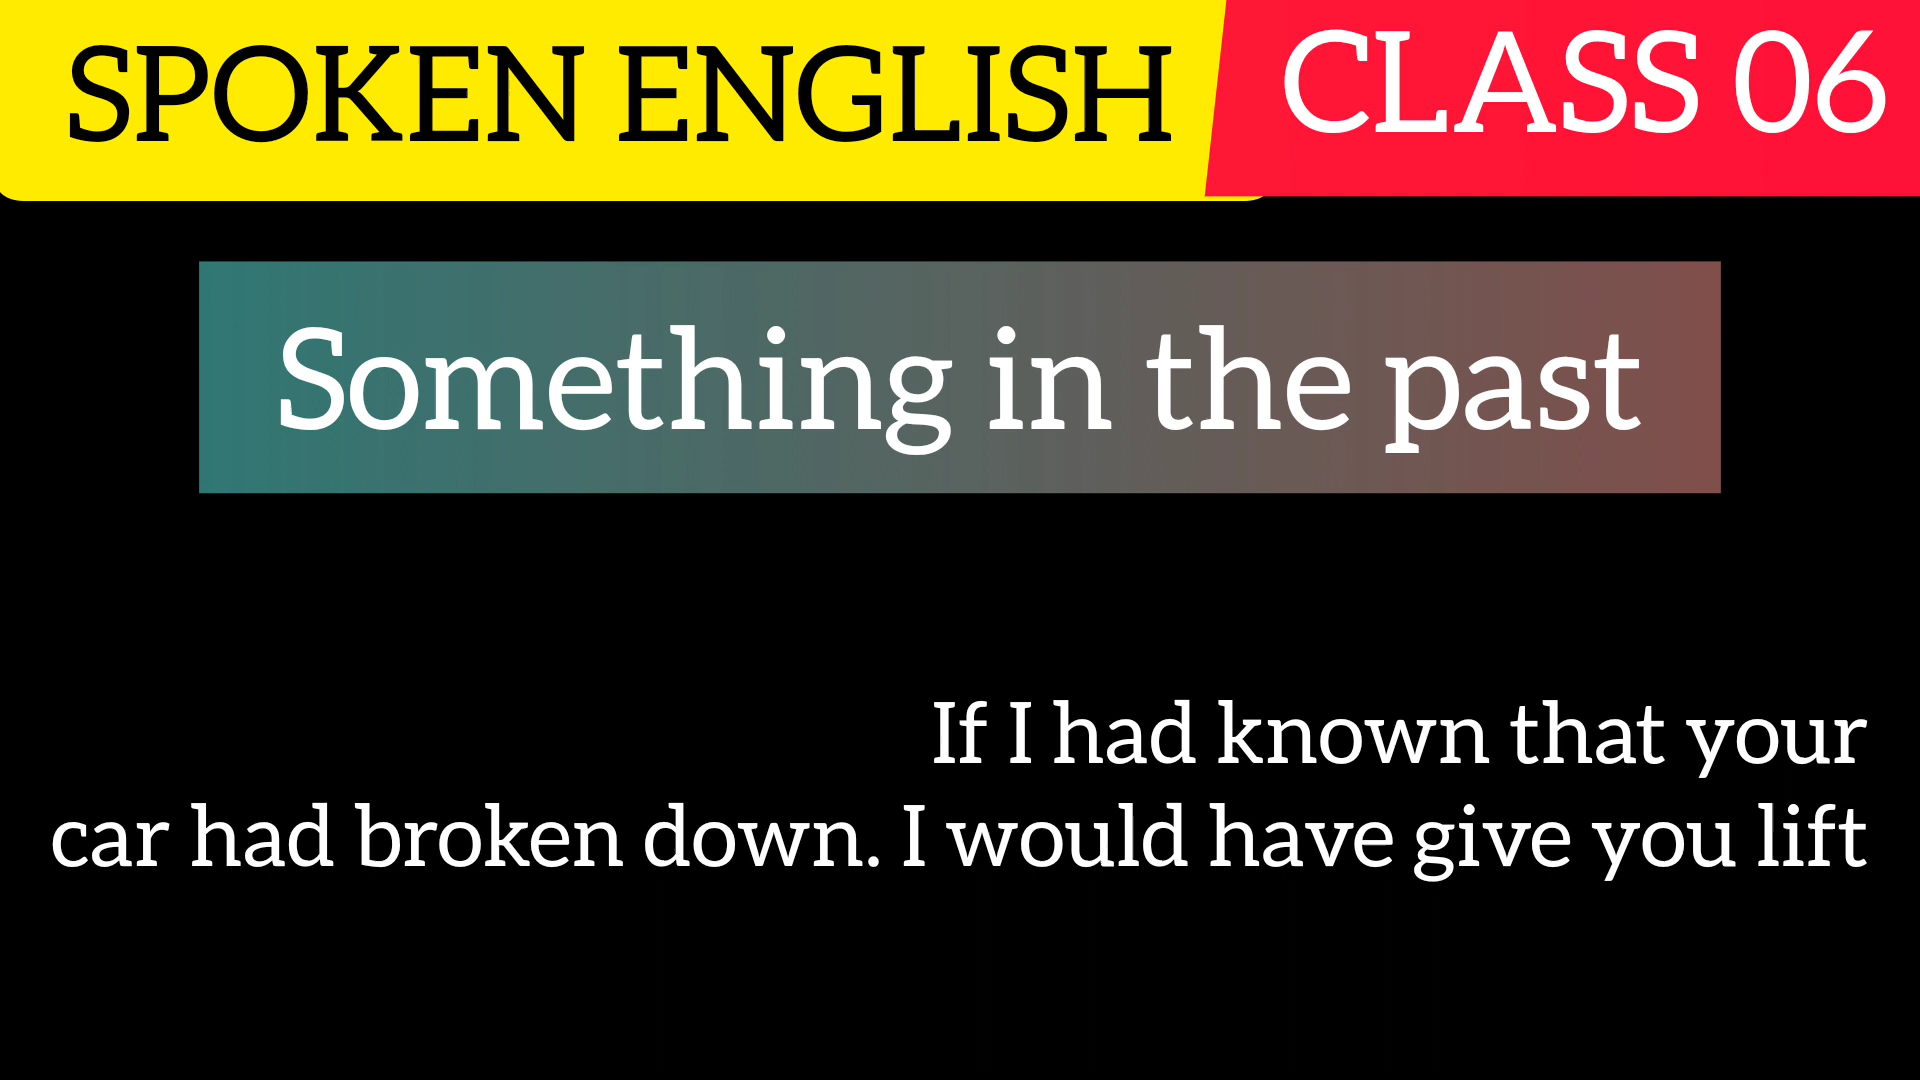 SPOKEN ENGLISH
CLASS 06
Something in the past
If I had known that your
car had broken down. I would have give you lift